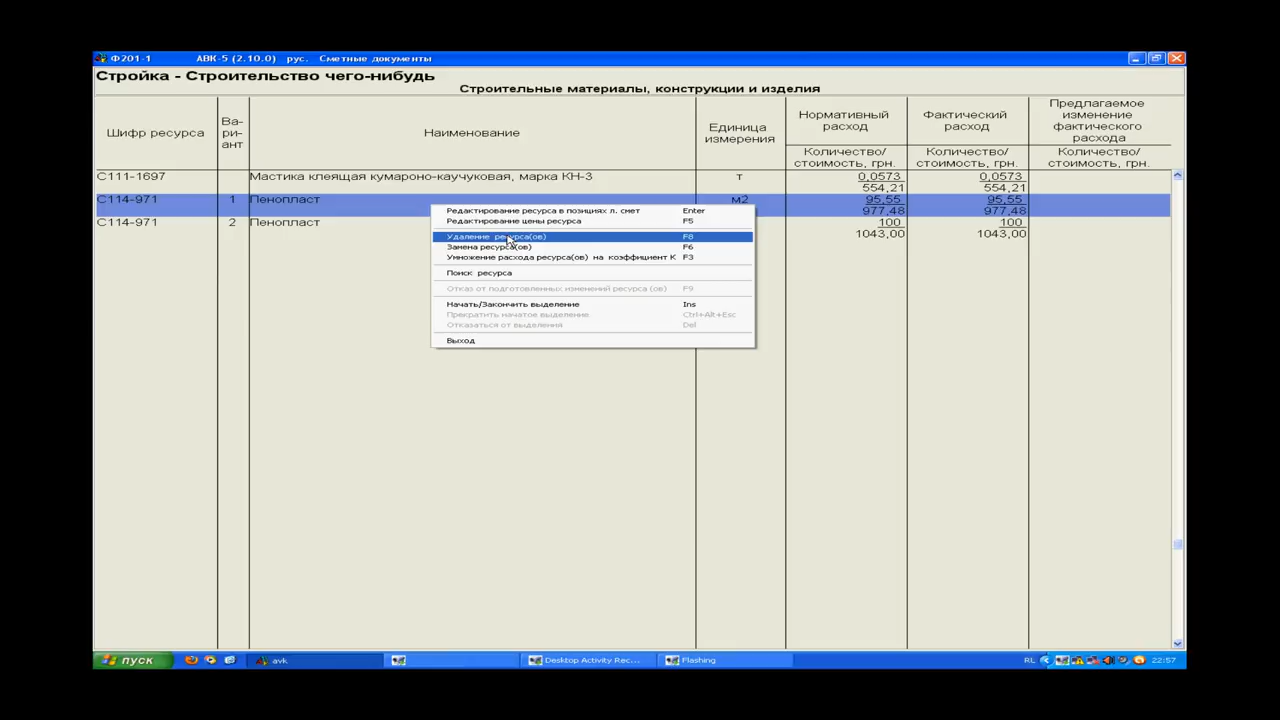 Ф201-1 АВК-5 (2.10.0) рус. Сметные документы
Стройка - Строительство чего-нибудь
Строительные материалы, конструкции и изделия
Шифр ресурса
Ва-
ри-
ант
Наименование
Единица
измерения
Нормативный
расход
Количество/
стоимость, грн.
Фактический
расход
Количество/
стоимость, грн.
Предлагаемое
изменение
фактического
расхода
Количество/
стоимость, грн.
С111-1697 Мастика клеящая кумароно-каучуковая, марка КН-3 т 0,0573 0,0573
554,21 554,21
С114-971 1 Пенопласт м2 95,55 95,55
977,48 977,48
С114-971 2 Пенопласт 100 100
1043,00 1043,00
Редактирование ресурса в позициях л. смет Enter
Редактирование цены ресурса F5
Удаление ресурса(ов) F8
Замена ресурса(ов) F6
Умножение расхода ресурса(ов) на коэффициент К F3
Поиск ресурса
Отказ от подготовленных изменений ресурса (ов) F9
Начать/Закончить выделение Ins
Прекратить начатое выделение Ctrl+Alt+Esc
Отказаться от выделения Del
Выход
пуск avk Desktop Activity Rec... Flashing RL 22:57